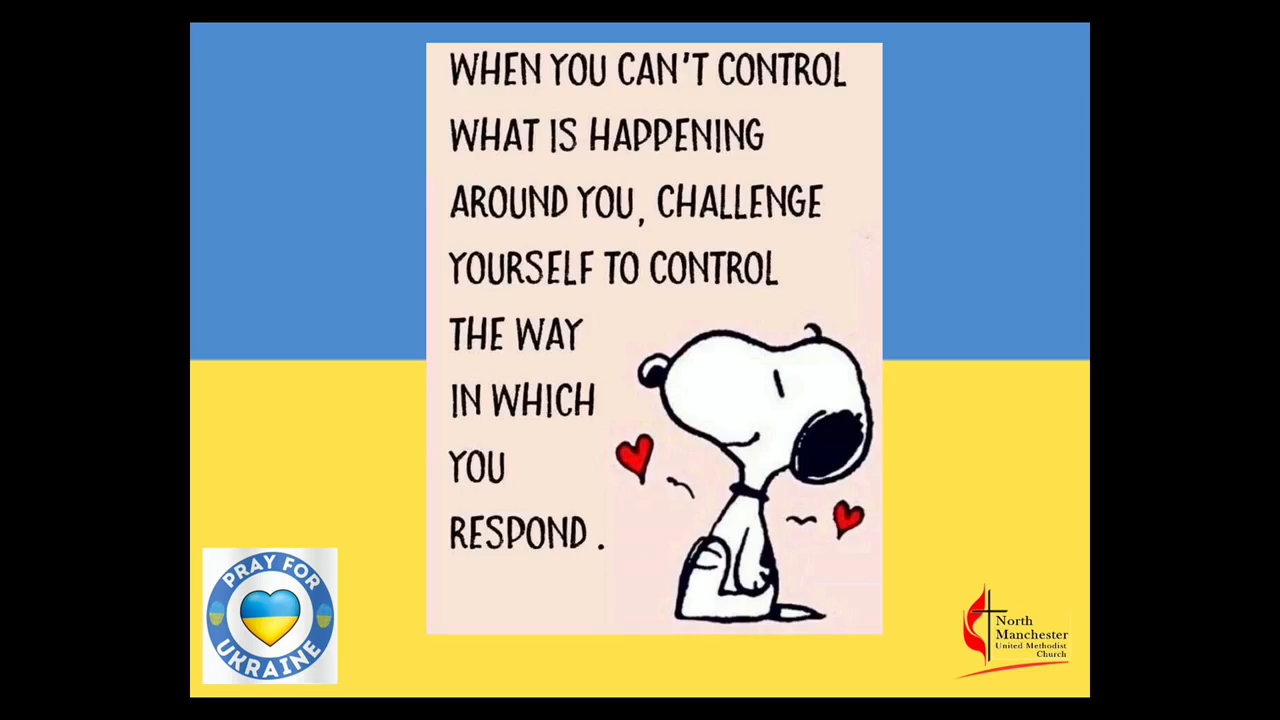 WHEN YOU CAN'T CONTROL
WHAT IS HAPPENING
AROUND YOU, CHALLENGE
YOURSELF TO CONTROL
THE WAY
IN WHICH
YOU
RESPOND .
PRAY FOR
UKRAINE
North
Manchester
United Methodist
Church